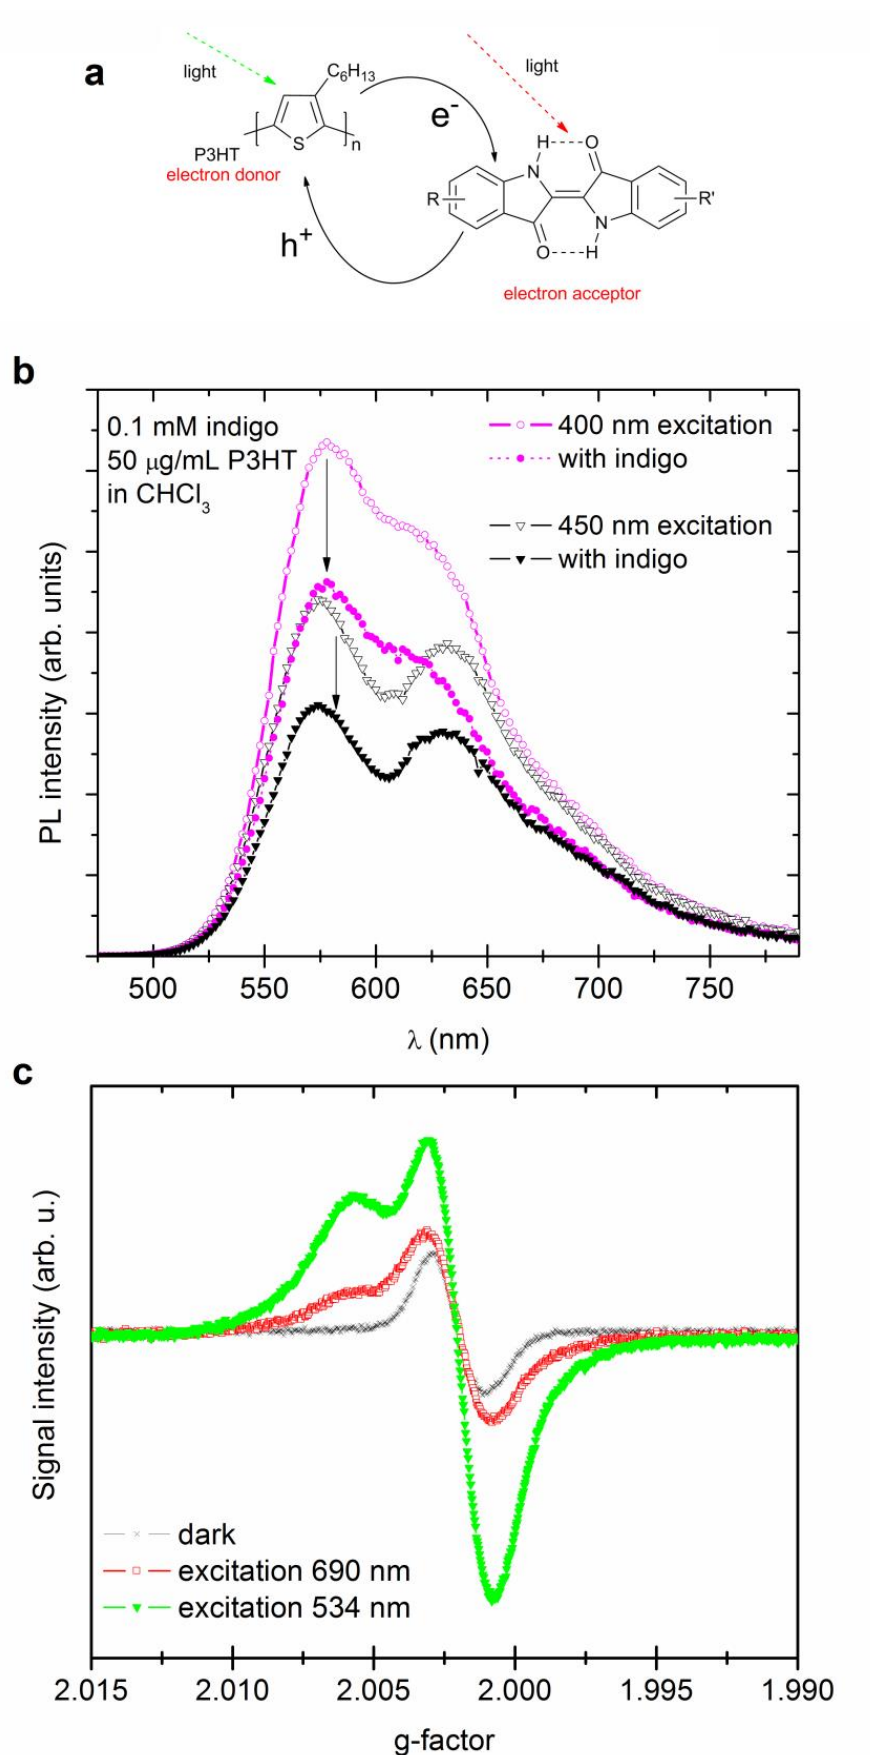 a
light
C₆H₁₃
light
e⁻
[ S ]n
P3HT
electron donor
H O
N
R R'
N
O H
h⁺
electron acceptor
b
0.1 mM indigo
50 μg/mL P3HT
in CHCl₃
400 nm excitation
with indigo
450 nm excitation
with indigo
PL intensity (arb. units)
500 550 600 650 700 750
λ (nm)
c
Signal intensity (arb. u.)
dark
excitation 690 nm
excitation 534 nm
2.015 2.010 2.005 2.000 1.995 1.990
g-factor